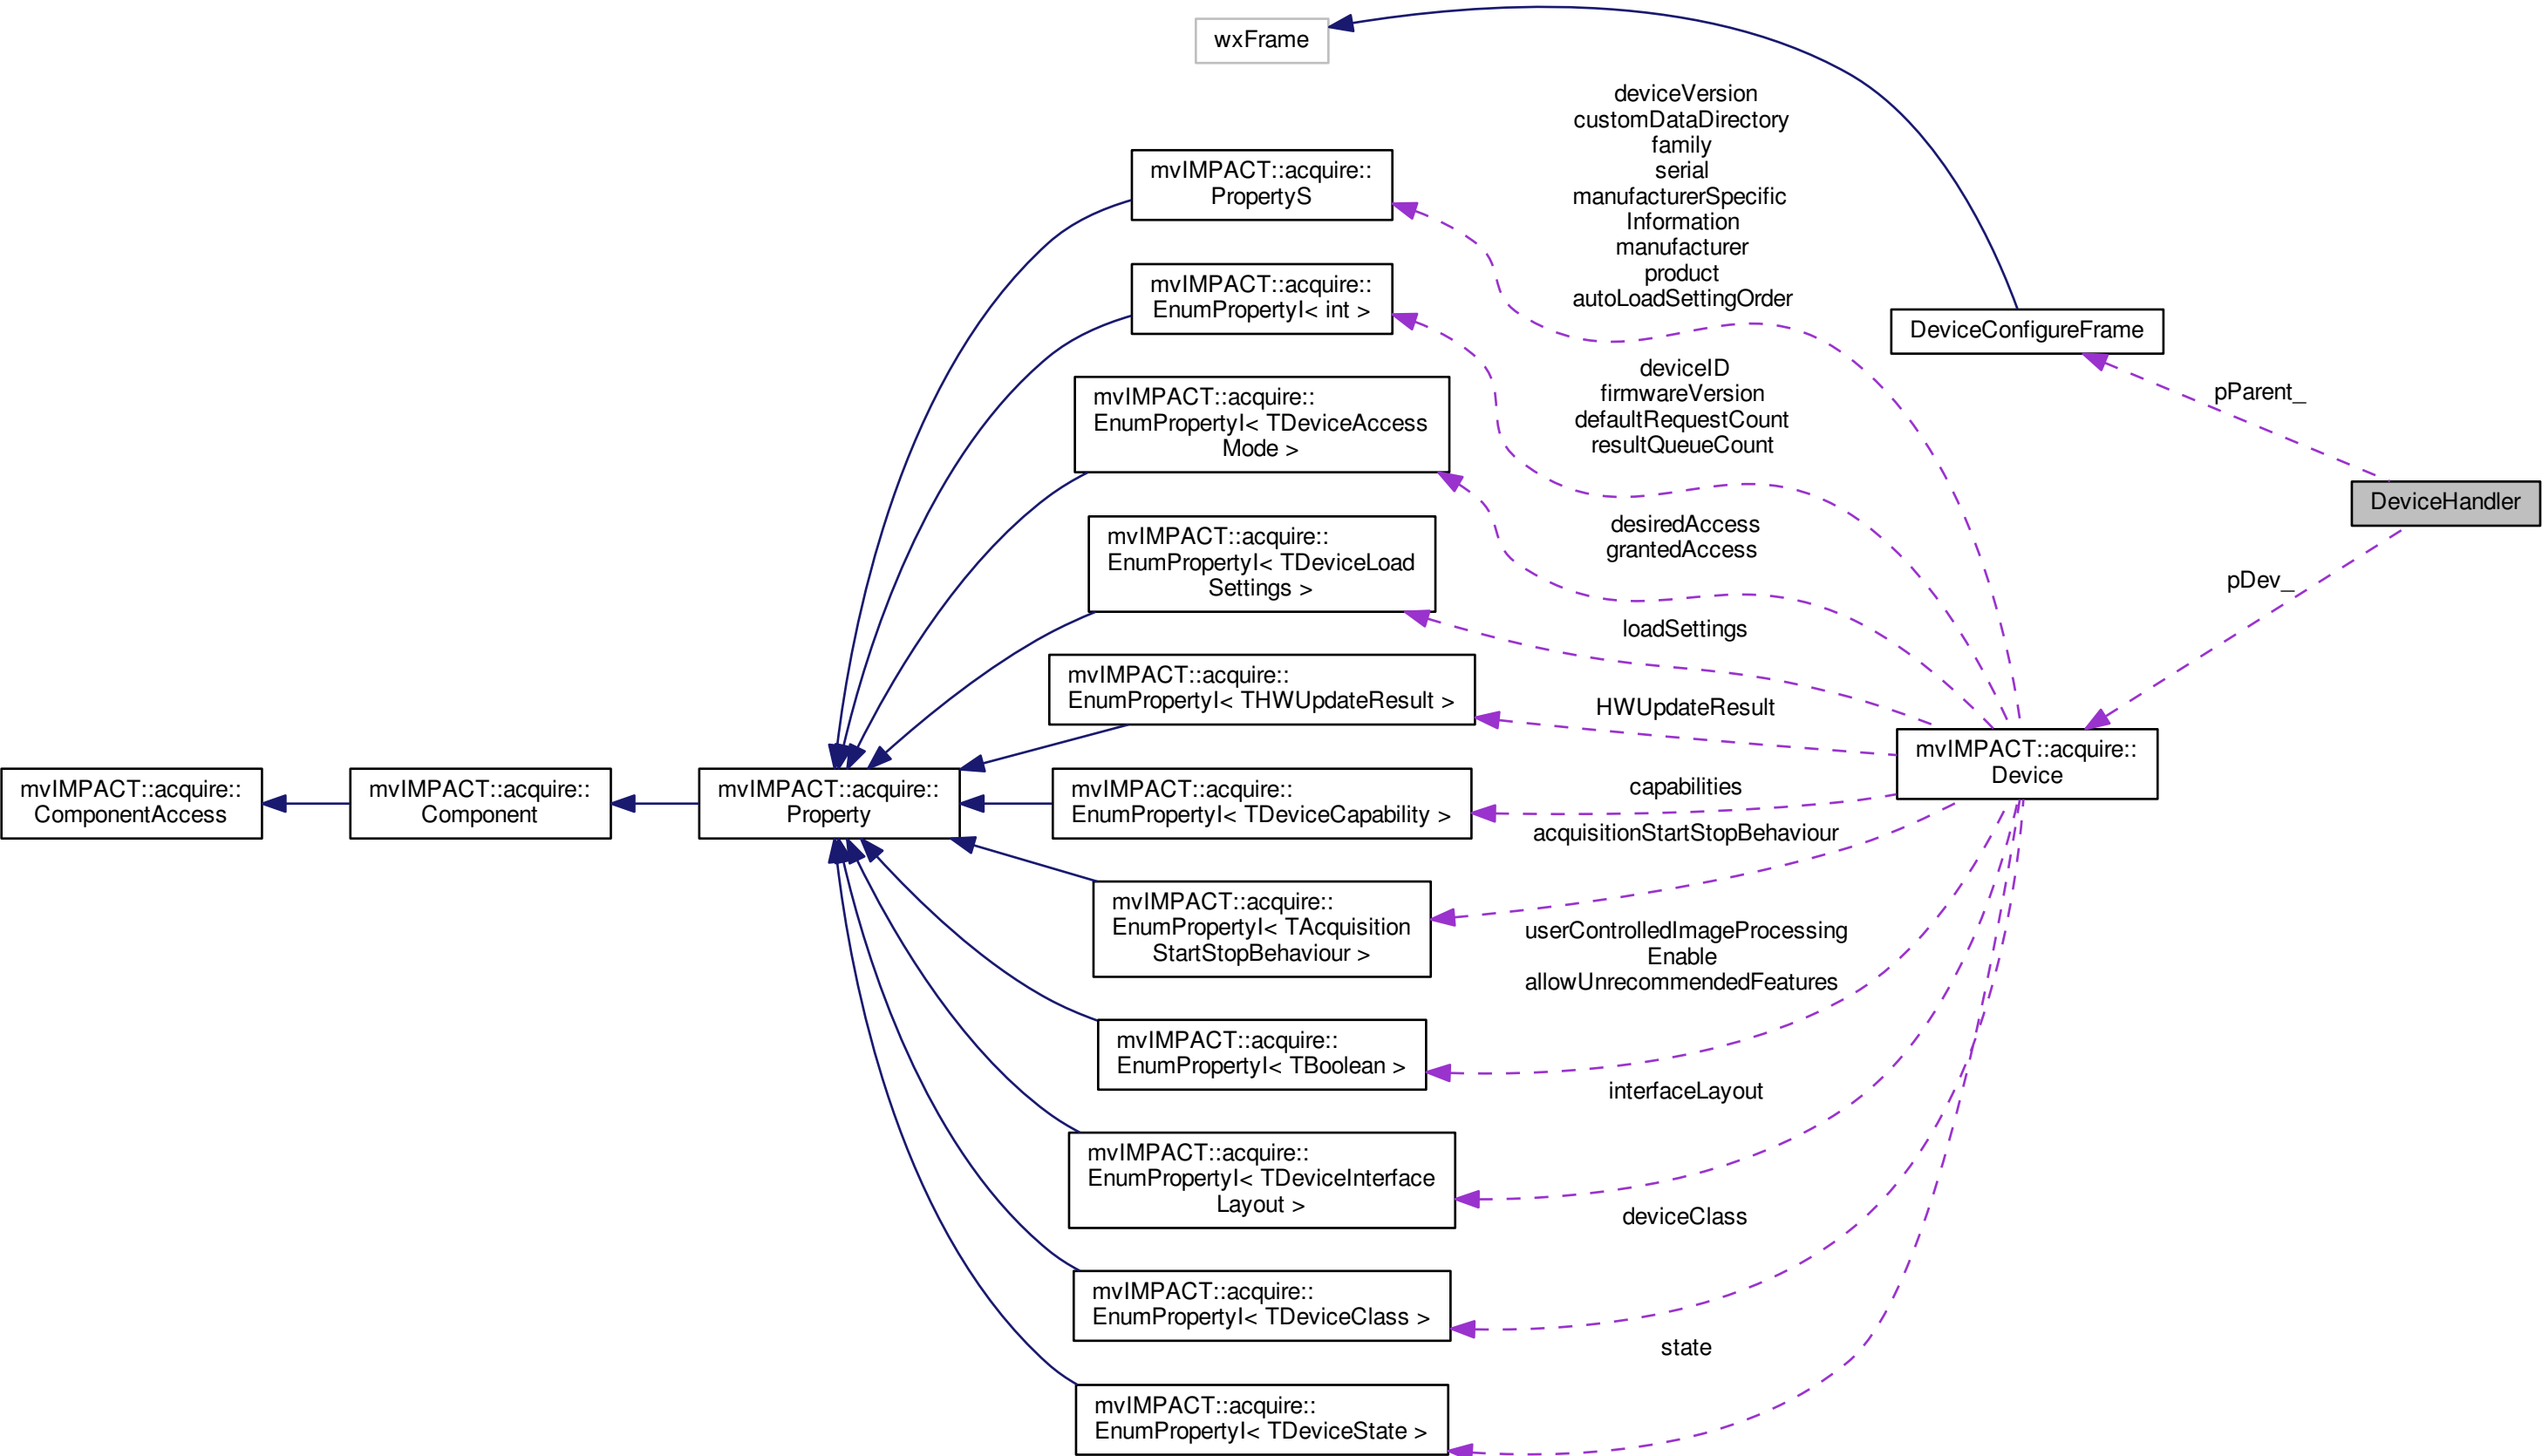 wxFrame
deviceVersion
customDataDirectory
family
serial
manufacturerSpecific
Information
manufacturer
product
autoLoadSettingOrder
mvIMPACT::acquire::
PropertyS
mvIMPACT::acquire::
EnumPropertyI< int >
DeviceConfigureFrame
deviceID
firmwareVersion
defaultRequestCount
resultQueueCount
mvIMPACT::acquire::
EnumPropertyI< TDeviceAccess
Mode >
pParent_
DeviceHandler
desiredAccess
grantedAccess
mvIMPACT::acquire::
EnumPropertyI< TDeviceLoad
Settings >
pDev_
loadSettings
mvIMPACT::acquire::
EnumPropertyI< THWUpdateResult >
HWUpdateResult
mvIMPACT::acquire::
Device
mvIMPACT::acquire::
ComponentAccess
mvIMPACT::acquire::
Component
mvIMPACT::acquire::
Property
mvIMPACT::acquire::
EnumPropertyI< TDeviceCapability >
capabilities
acquisitionStartStopBehaviour
mvIMPACT::acquire::
EnumPropertyI< TAcquisition
StartStopBehaviour >
userControlledImageProcessing
Enable
allowUnrecommendedFeatures
mvIMPACT::acquire::
EnumPropertyI< TBoolean >
interfaceLayout
mvIMPACT::acquire::
EnumPropertyI< TDeviceInterface
Layout >
deviceClass
mvIMPACT::acquire::
EnumPropertyI< TDeviceClass >
state
mvIMPACT::acquire::
EnumPropertyI< TDeviceState >